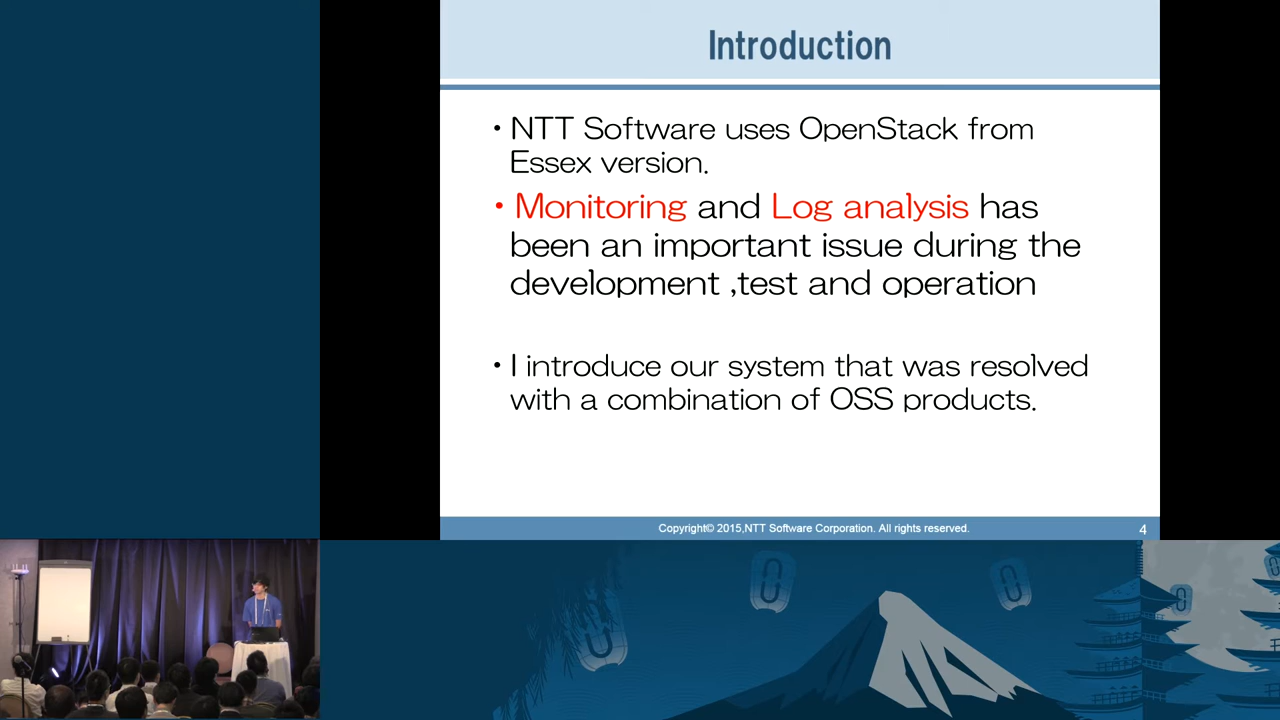 Introduction
• NTT Software uses OpenStack from
Essex version.
• Monitoring and Log analysis has
been an important issue during the
development ,test and operation
• I introduce our system that was resolved
with a combination of OSS products.
Copyright© 2015,NTT Software Corporation. All rights reserved.
4